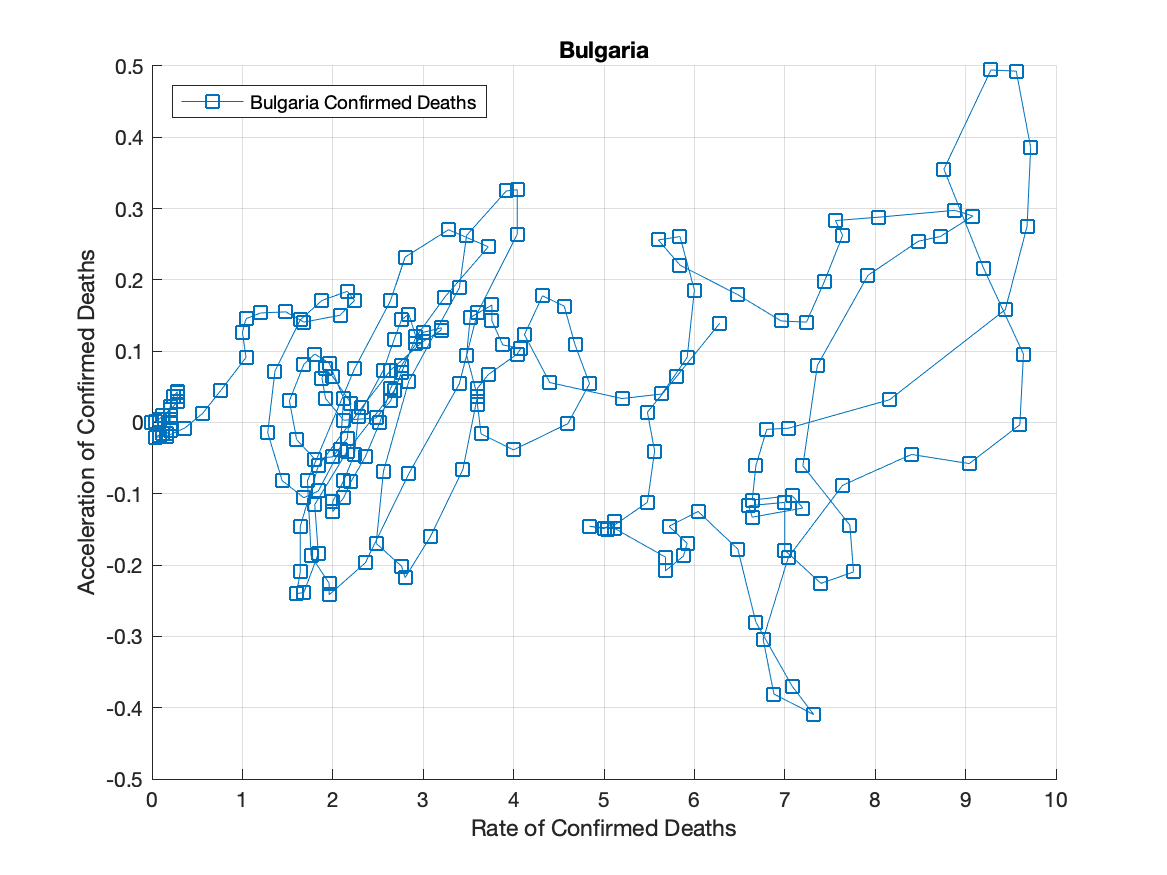 Bulgaria
Bulgaria Confirmed Deaths
0.5
0.4
0.3
0.2
0.1
0
-0.1
-0.2
-0.3
-0.4
-0.5
Acceleration of Confirmed Deaths
0 1 2 3 4 5 6 7 8 9 10
Rate of Confirmed Deaths